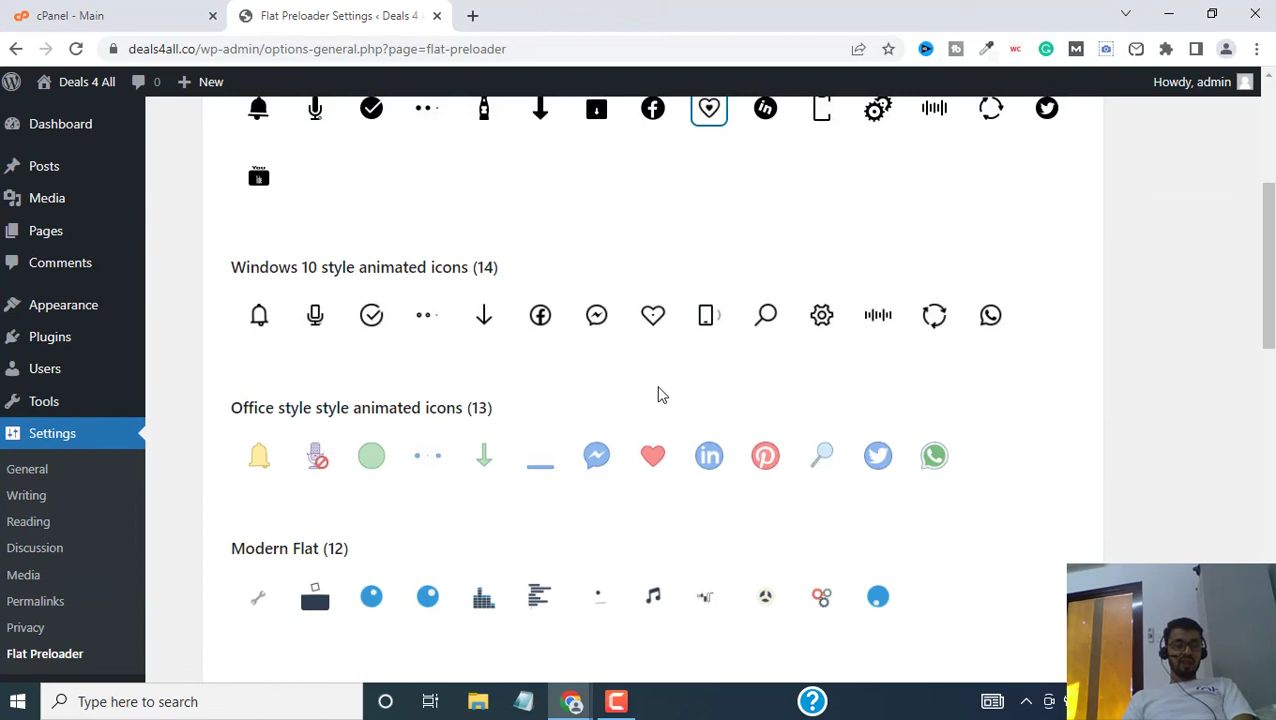 cPanel - Main
Flat Preloader Settings ‹ Deals 4
deals4all.co/wp-admin/options-general.php?page=flat-preloader
Deals 4 All
0
New
Howdy, admin
Dashboard
Posts
Media
Pages
Comments
Appearance
Plugins
Users
Tools
Settings
General
Writing
Reading
Discussion
Media
Permalinks
Privacy
Flat Preloader
You
Windows 10 style animated icons (14)
Office style style animated icons (13)
Modern Flat (12)
Type here to search